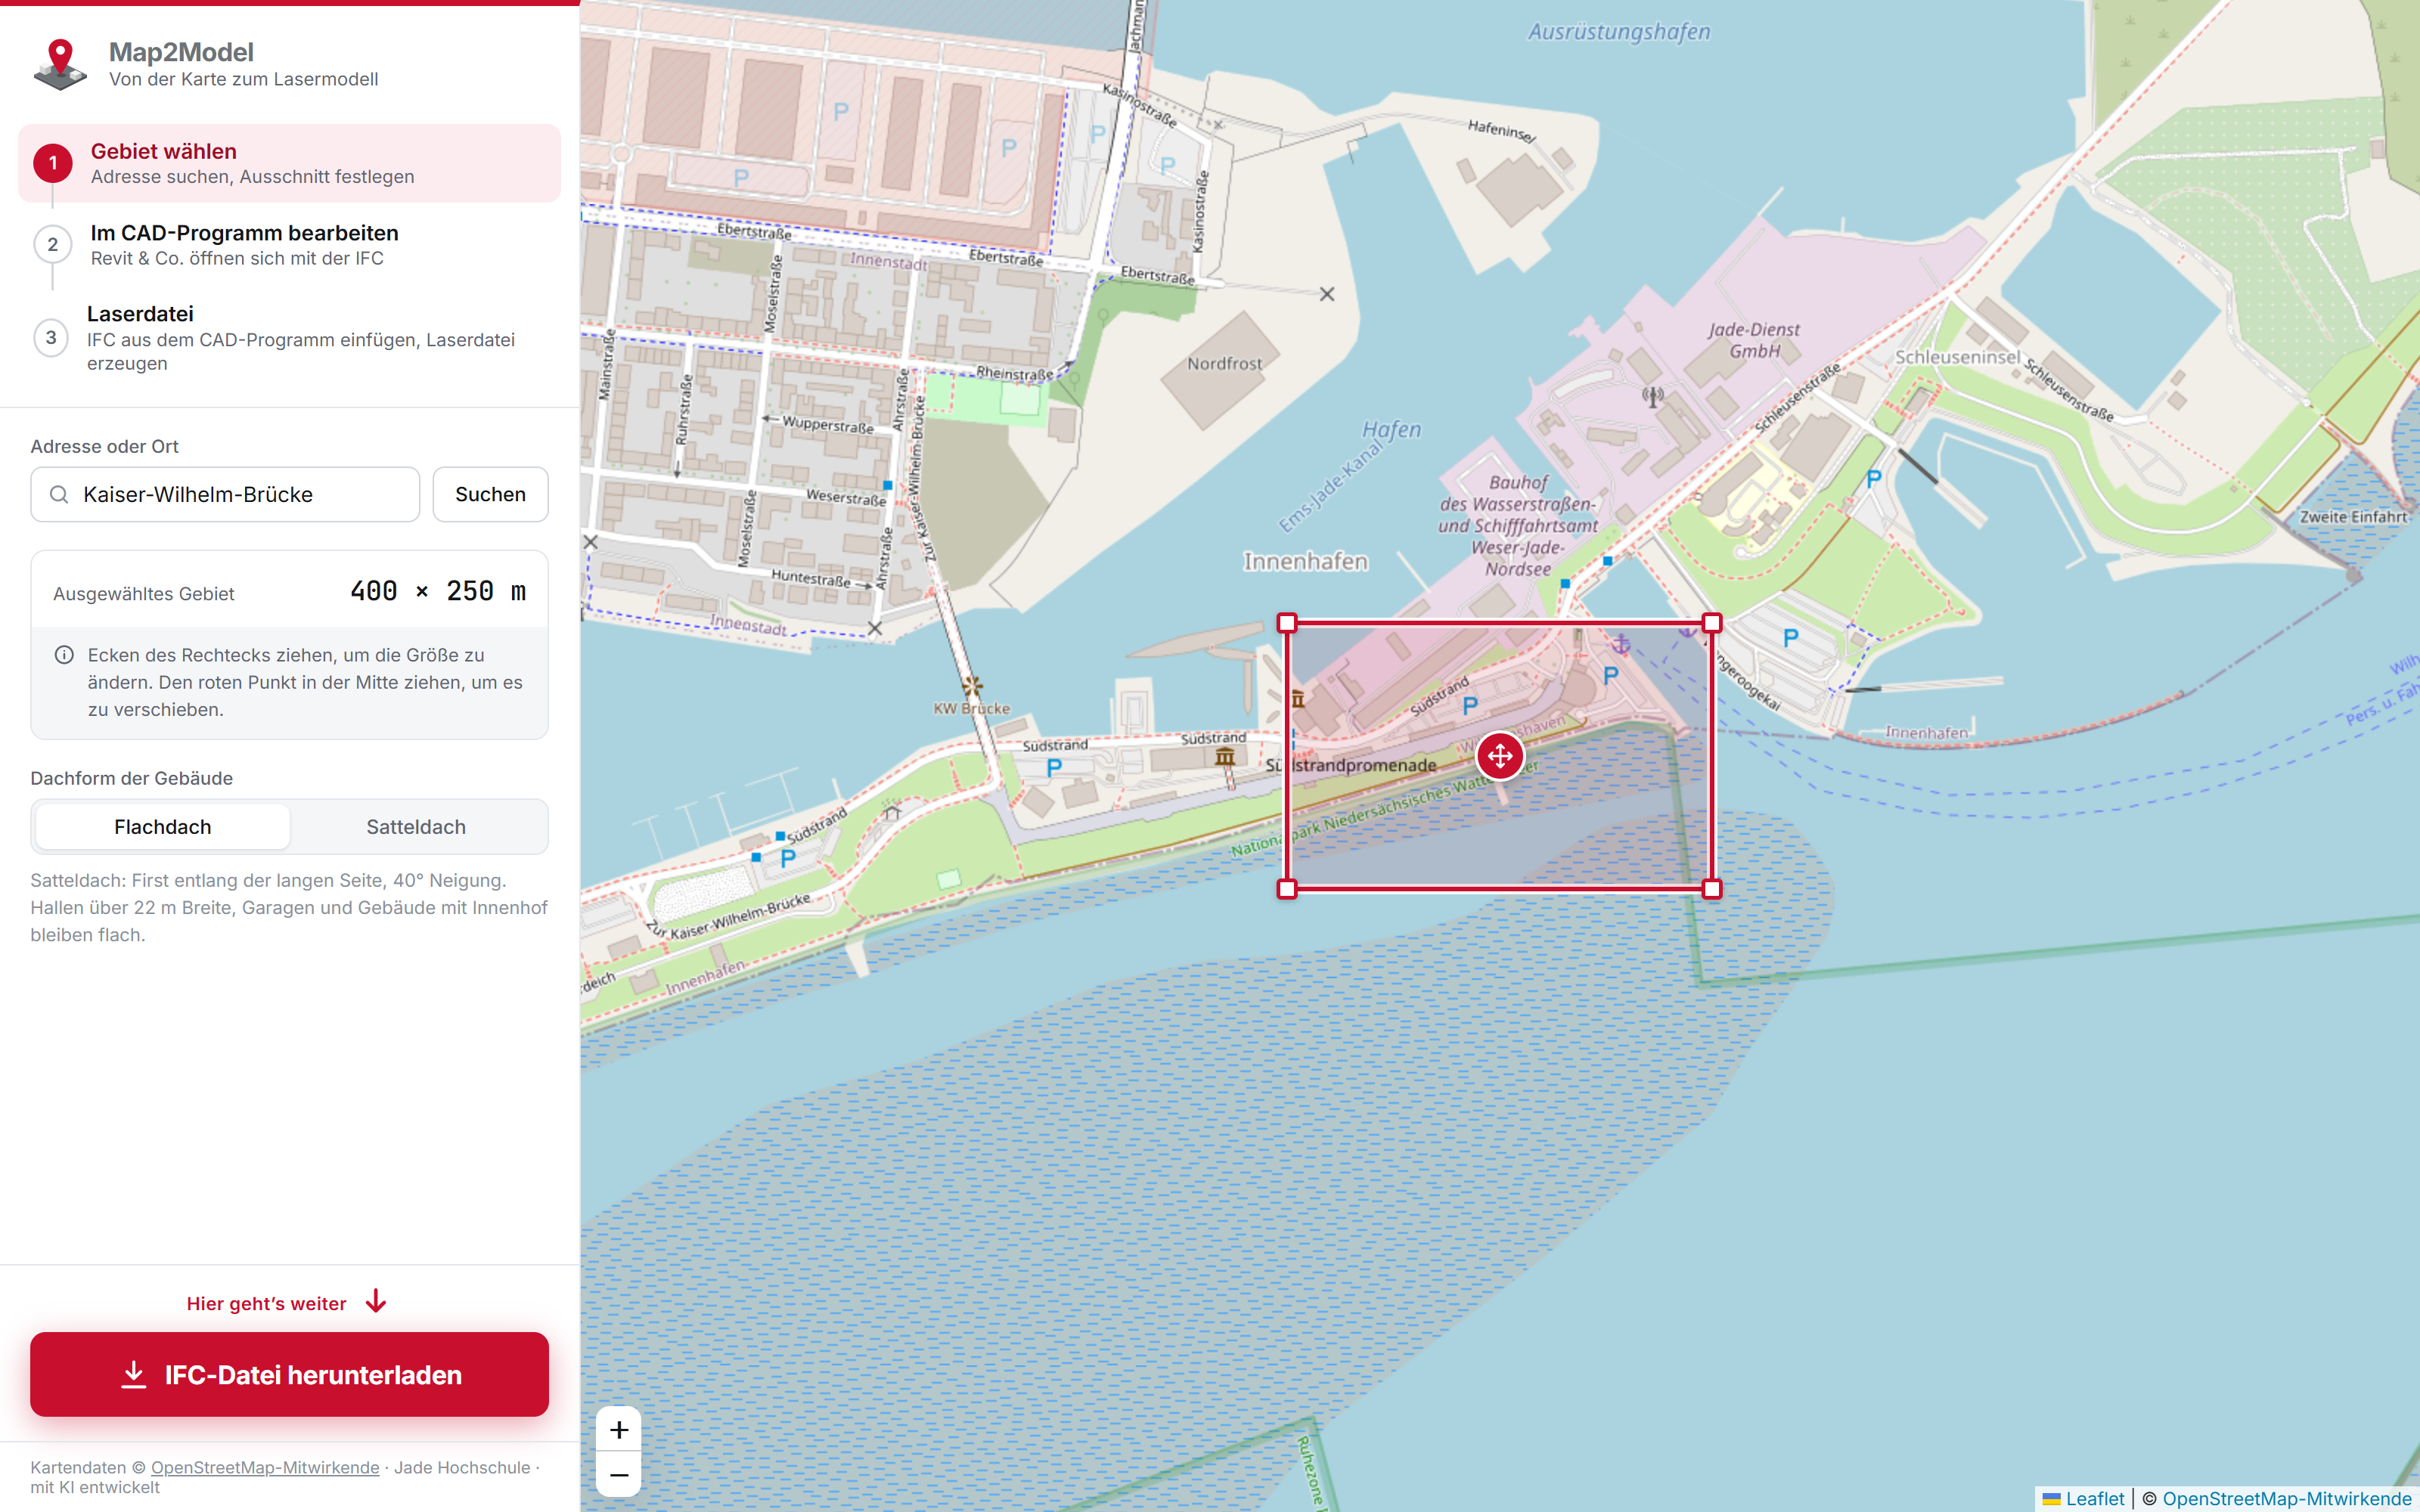 Map2Model
Von der Karte zum Lasermodell
1
Gebiet wählen
Adresse suchen, Ausschnitt festlegen
2
Im CAD-Programm bearbeiten
Revit & Co. öffnen sich mit der IFC
3
Laserdatei
IFC aus dem CAD-Programm einfügen, Laserdatei
erzeugen
Adresse oder Ort
Kaiser-Wilhelm-Brücke
Suchen
Ausgewähltes Gebiet
400 × 250 m
Ecken des Rechtecks ziehen, um die Größe zu
ändern. Den roten Punkt in der Mitte ziehen, um es
zu verschieben.
Dachform der Gebäude
Flachdach
Satteldach
Satteldach: First entlang der langen Seite, 40° Neigung.
Hallen über 22 m Breite, Garagen und Gebäude mit Innenhof
bleiben flach.
Hier geht’s weiter
IFC-Datei herunterladen
Kartendaten © OpenStreetMap-Mitwirkende · Jade Hochschule ·
mit KI entwickelt
Ausrüstungshafen
Kasinostraße
Hafeninsel
P
P
P
P
P
Kasinostraße
Ebertstraße
Innenstadt
Ebertstraße
Ebertstraße
Moselstraße
Mainstraße
Ruhrstraße
Rheinstraße
Nordfrost
Jade-Dienst
GmbH
Schleuseninsel
Schleusenstraße
Schleusenstraße
Wupperstraße
Ahrstraße
Zur Kaiser-Wilhelm-Brücke
Hafen
Ems-Jade-Kanal
Bauhof
des Wasserstraßen-
und Schifffahrtsamt
Weser-Jade-
Nordsee
P
Weserstraße
Moselstraße
Zweite Einfahrt
Innenhafen
Huntestraße
Ahrstraße
Innenstadt
P
P
P
KW Brücke
Südstrand
Südstrand
Südstrand
Innenhafen
P
Südstrandpromenade
Nationalpark Niedersächsisches
Südstrand
P
Zur Kaiser-Wilhelm-Brücke
Innenhafen
+
−
Leaflet | © OpenStreetMap-Mitwirkende